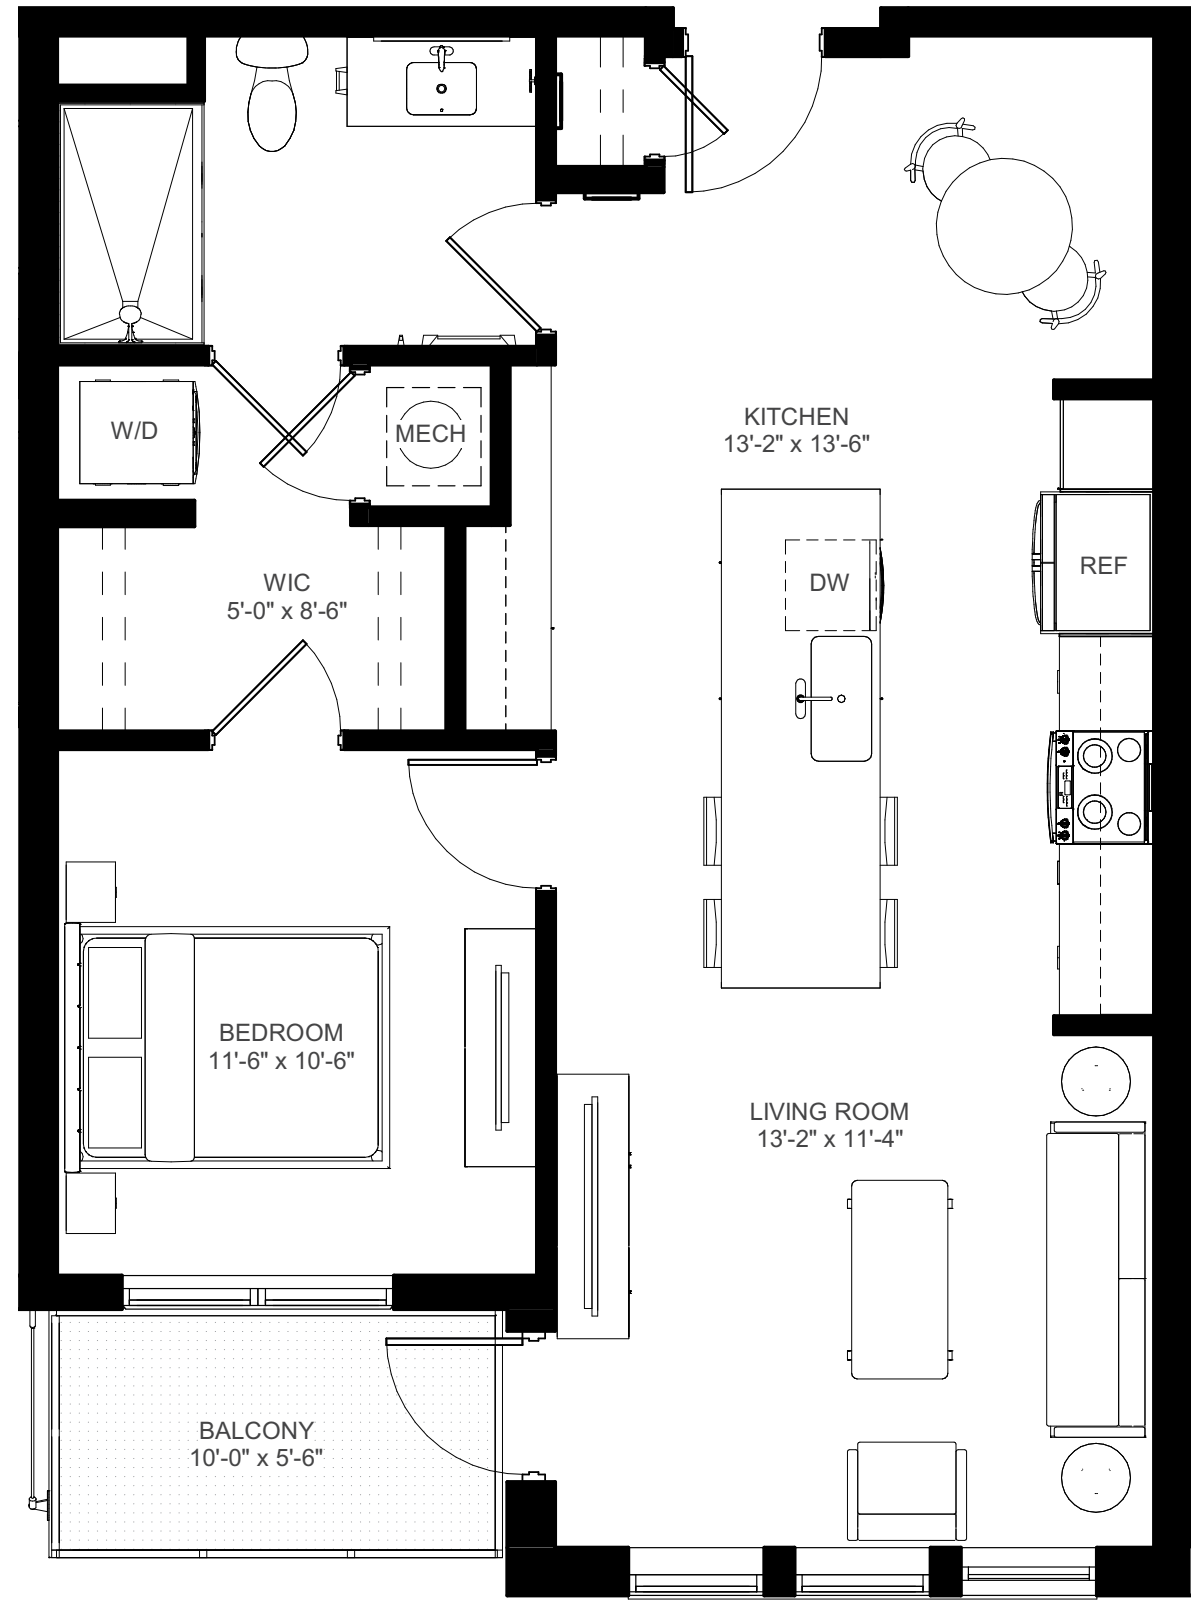 W/D
MECH
KITCHEN
13'-2" x 13'-6"
REF
DW
WIC
5'-0" x 8'-6"
BEDROOM
11'-6" x 10'-6"
LIVING ROOM
13'-2" x 11'-4"
BALCONY
10'-0" x 5'-6"